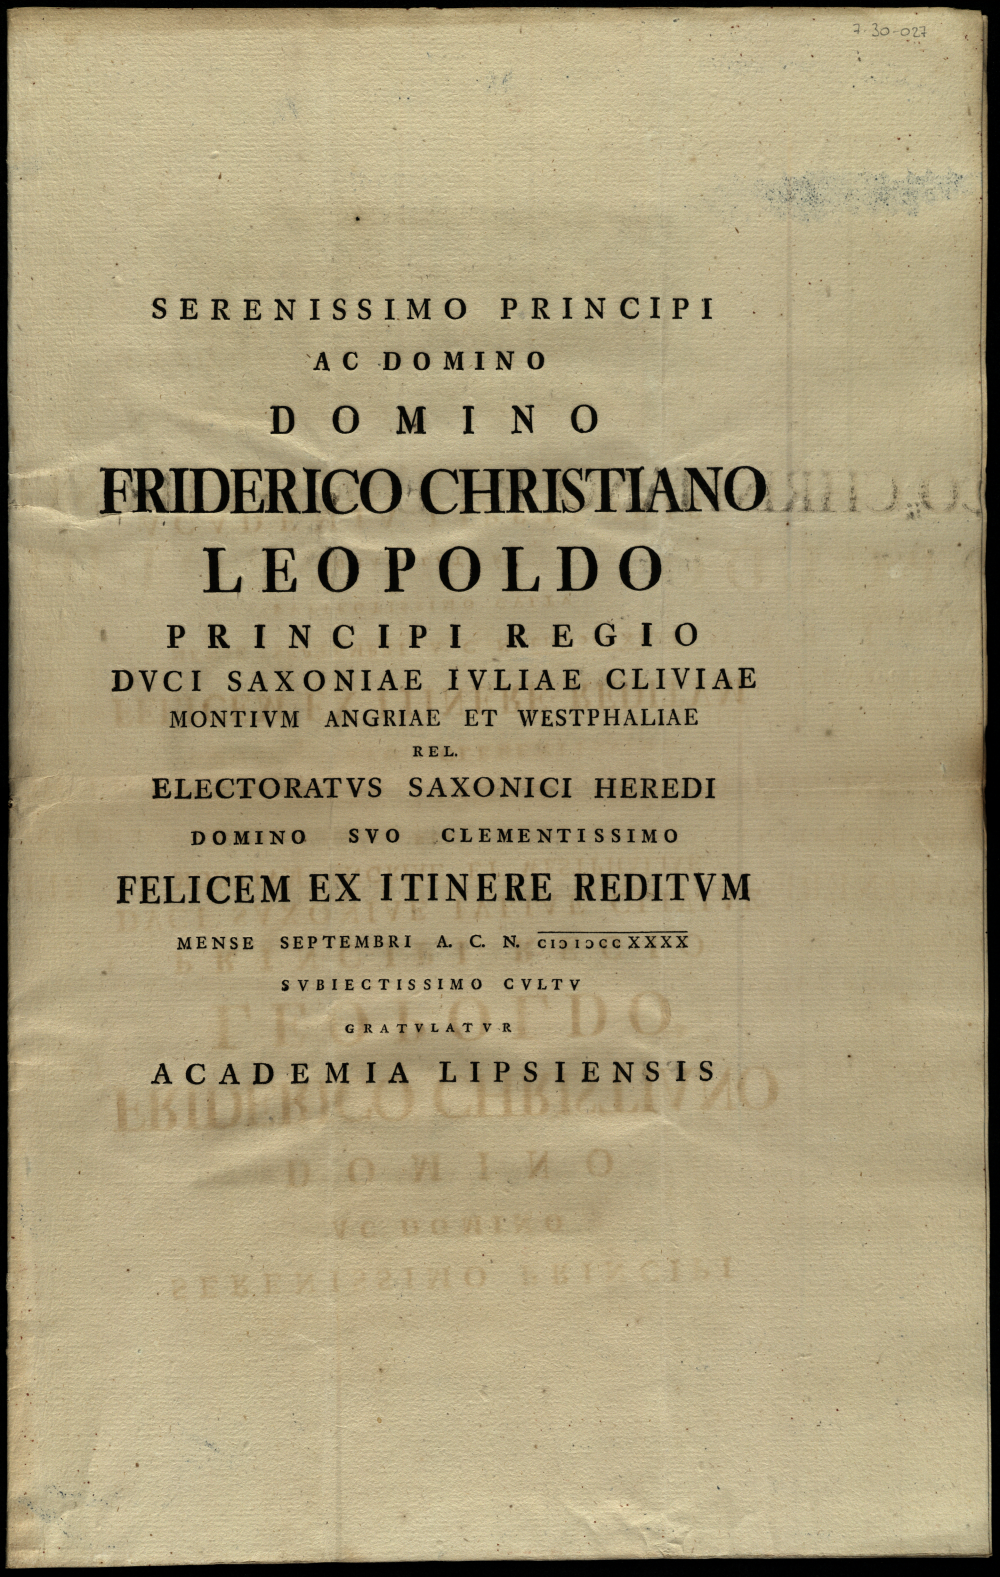 7-30-027
SERENISSIMO PRINCIPI
AC DOMINO
DOMINO
FRIDERICO CHRISTIANO
LEOPOLDO
PRINCIPI REGIO
DVCI SAXONIAE IVLIAE CLIVIAE
MONTIVM ANGRIAE ET WESTPHALIAE
REL.
ELECTORATVS SAXONICI HEREDI
DOMINO SVO CLEMENTISSIMO
FELICEM EX ITINERE REDITVM
MENSE SEPTEMBRI A. C. N. CIↃIↃCCXXXX
SVBIECTISSIMO CVLTV
GRATVLATVR
ACADEMIA LIPSIENSIS